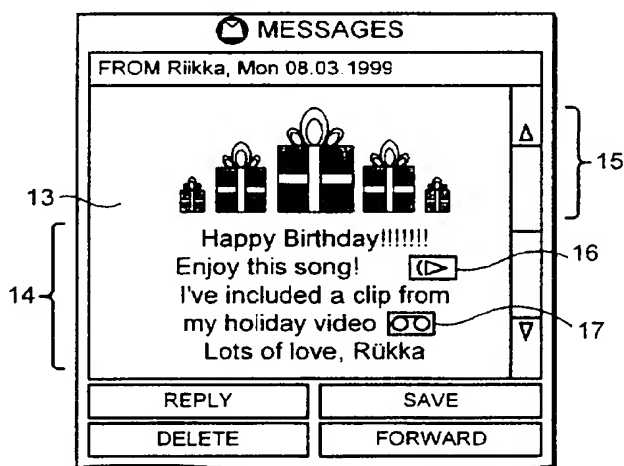 MESSAGES
FROM Riikka, Mon 08.03.1999
15
13
Happy Birthday!!!!!!!
Enjoy this song!
16
14
I've included a clip from
my holiday video
17
Lots of love, Rükka
REPLY
SAVE
DELETE
FORWARD